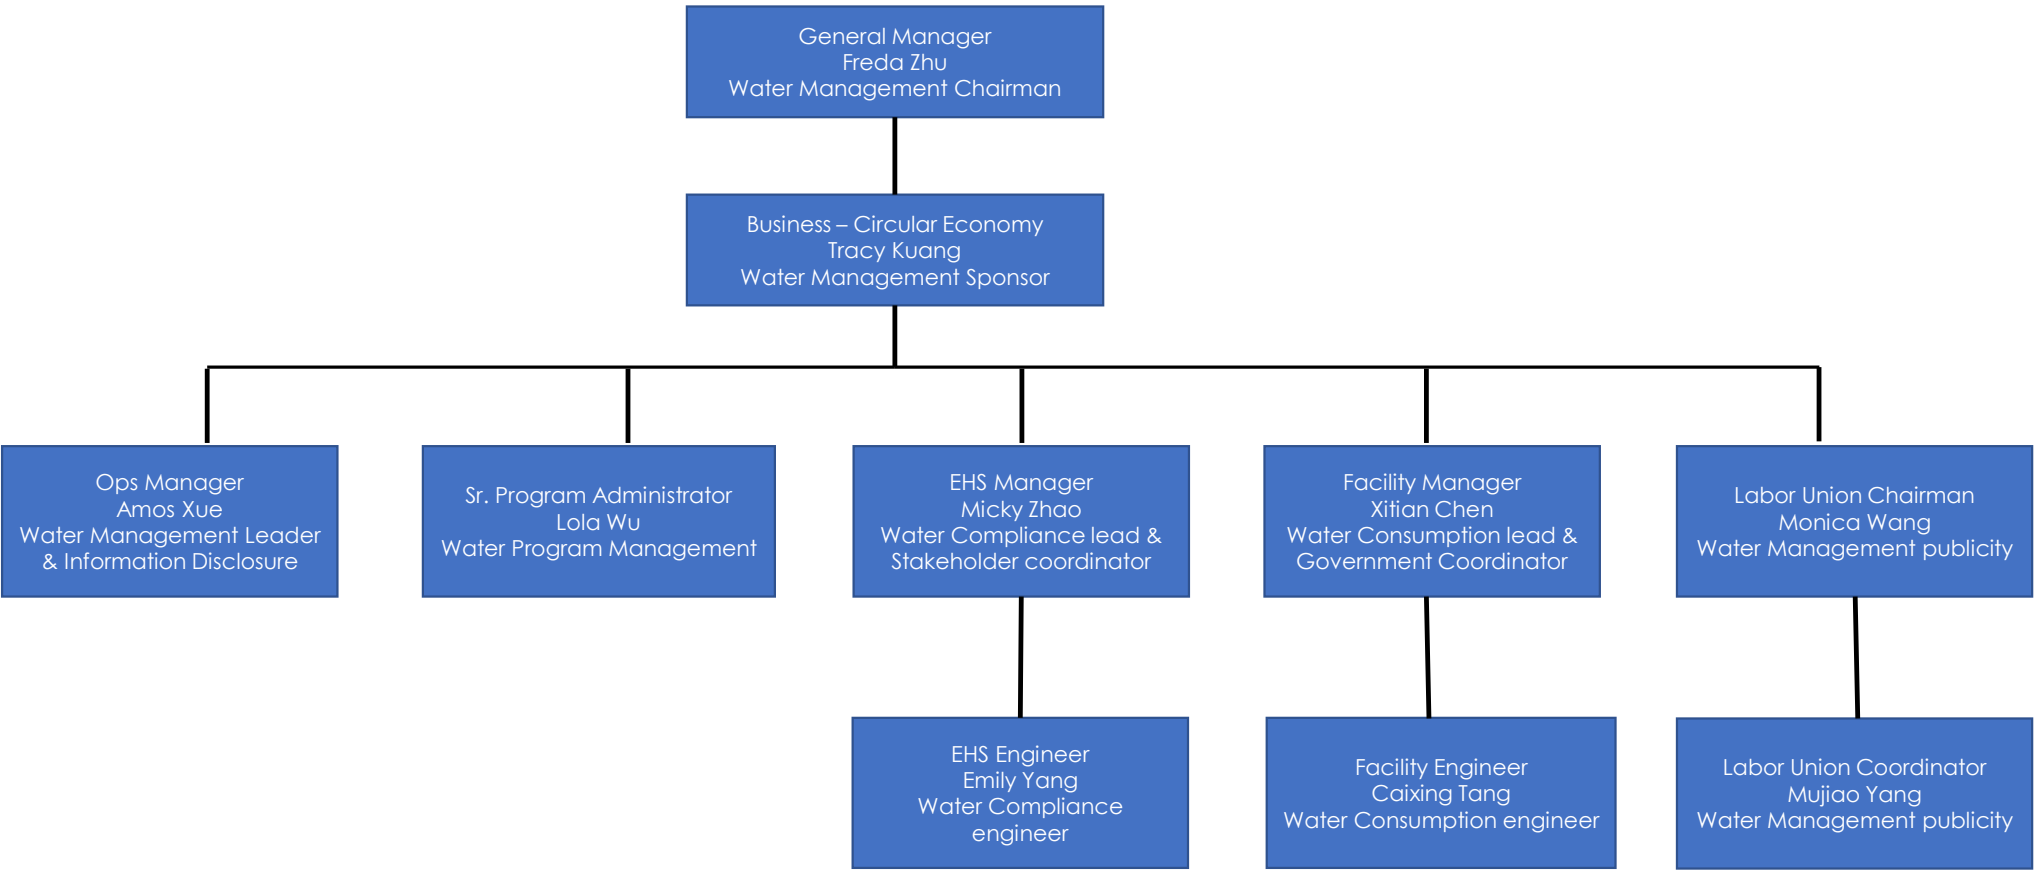 General Manager
Freda Zhu
Water Management Chairman
Business – Circular Economy
Tracy Kuang
Water Management Sponsor
Ops Manager
Amos Xue
Water Management Leader
& Information Disclosure
Sr. Program Administrator
Lola Wu
Water Program Management
EHS Manager
Micky Zhao
Water Compliance lead &
Stakeholder coordinator
Facility Manager
Xitian Chen
Water Consumption lead &
Government Coordinator
Labor Union Chairman
Monica Wang
Water Management publicity
EHS Engineer
Emily Yang
Water Compliance
engineer
Facility Engineer
Caixing Tang
Water Consumption engineer
Labor Union Coordinator
Mujiao Yang
Water Management publicity